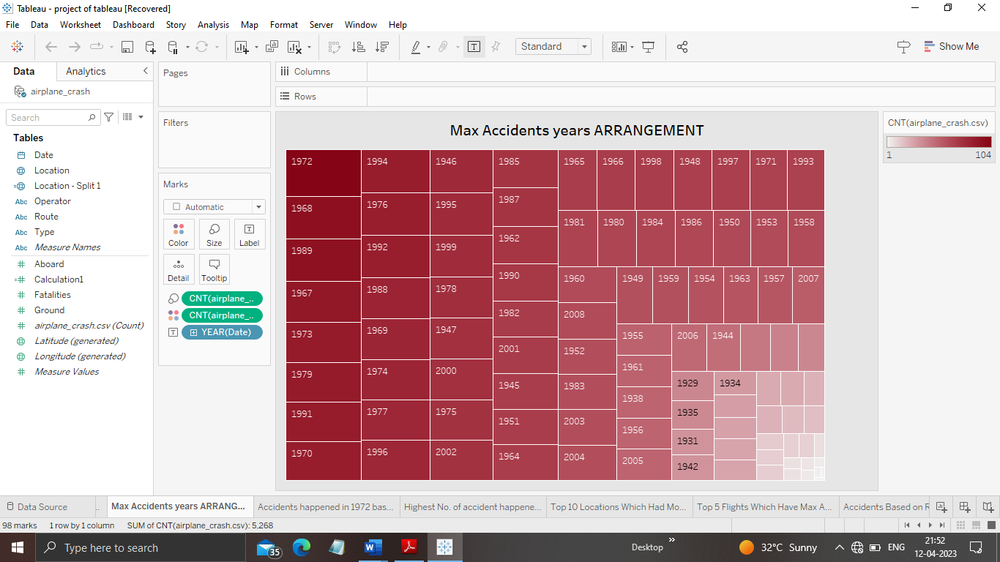 Tableau - project of tableau [Recovered]
File Data Worksheet Dashboard Story Analysis Map Format Server Window Help
Standard
Show Me
Data Analytics
airplane_crash
Search
Tables
Date
Location
Location - Split 1
Abc Operator
Abc Route
Abc Type
Abc Measure Names
Aboard
Calculation1
Fatalities
Ground
airplane_crash.csv (Count)
Latitude (generated)
Longitude (generated)
Measure Values
Pages
Filters
Marks
Automatic
Color Size Label
Detail Tooltip
CNT(airplane_..
CNT(airplane_..
YEAR(Date)
Columns
Rows
Max Accidents years ARRANGEMENT
1972 1994 1946 1985 1965 1966 1998 1948 1997 1971 1993
1987
1968 1976 1995
1962 1981 1980 1984 1986 1950 1953 1958
1989 1992 1999
1990 1960 1949 1959 1954 1963 1957 2007
1967 1988 1978
1982 2008
1973 1969 1947 1955 2006 1944
2001 1952
1979 1974 2000 1961
1945 1983 1929 1934
1938
1991 1977 1975 1935
1951 2003 1956
1931
1970 1996 2002 1964 2004 2005 1942
CNT(airplane_crash.csv)
1 104
Data Source
Max Accidents years ARRANG...
Accidents happened in 1972 bas...
Highest No. of accident happene...
Top 10 Locations Which Had Mo...
Top 5 Flights Which Have Max A...
Accidents Based on R
98 marks 1 row by 1 column SUM of CNT(airplane_crash.csv): 5,268
Type here to search
35
Desktop
32°C Sunny
ENG
21:52
12-04-2023